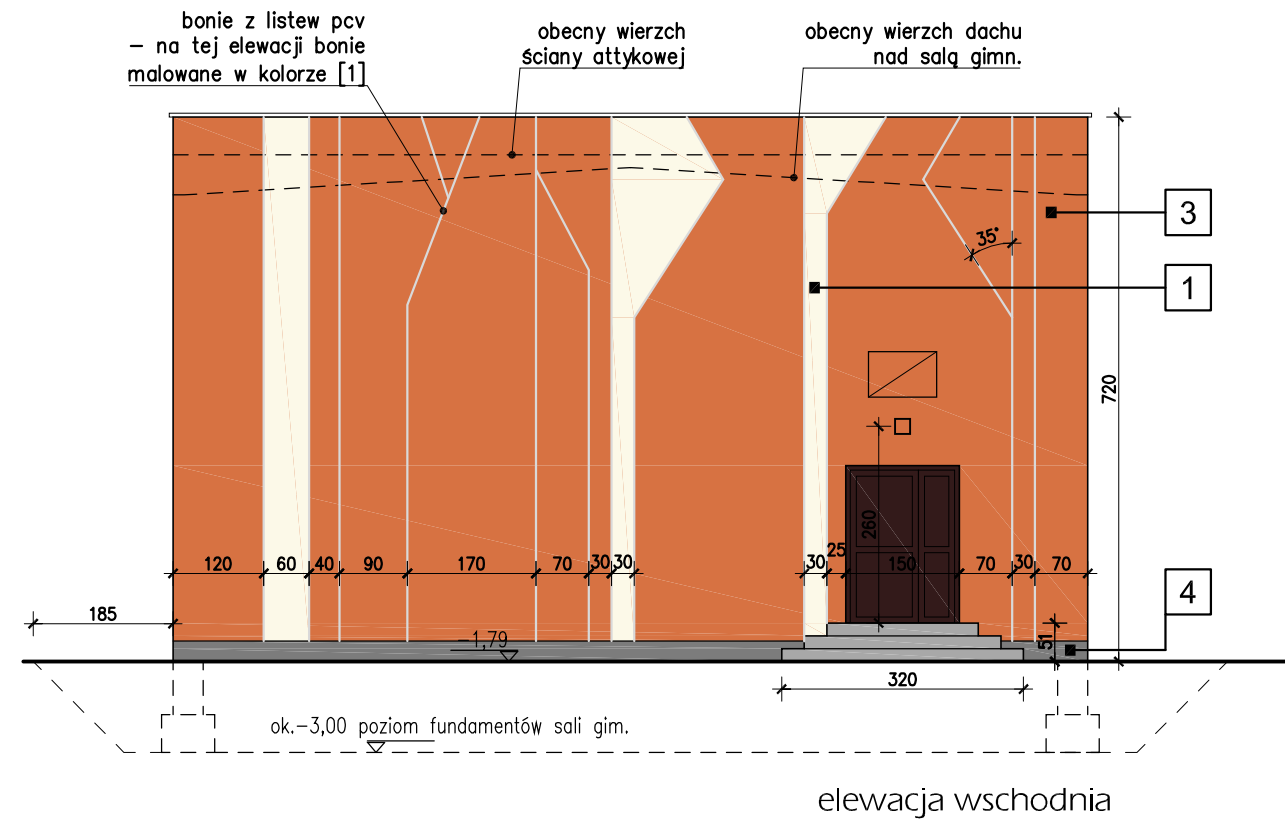 bonie z listew pcv
– na tej elewacji bonie
malowane w kolorze [1]
obecny wierzch
ściany attykowej
obecny wierzch dachu
nad salą gimn.
3
35°
1
720
260
120 60 40 90 170 70 30 30 30 25 150 70 30 70
185
4
-1,79
51
320
ok.-3,00 poziom fundamentów sali gim.
elewacja wschodnia